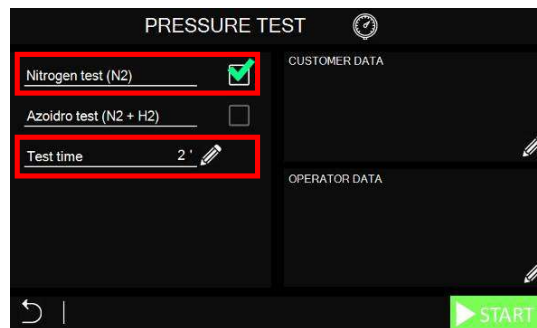 PRESSURE TEST
Nitrogen test (N2)
Azoidro test (N2 + H2)
Test time 2 '
CUSTOMER DATA
OPERATOR DATA
START